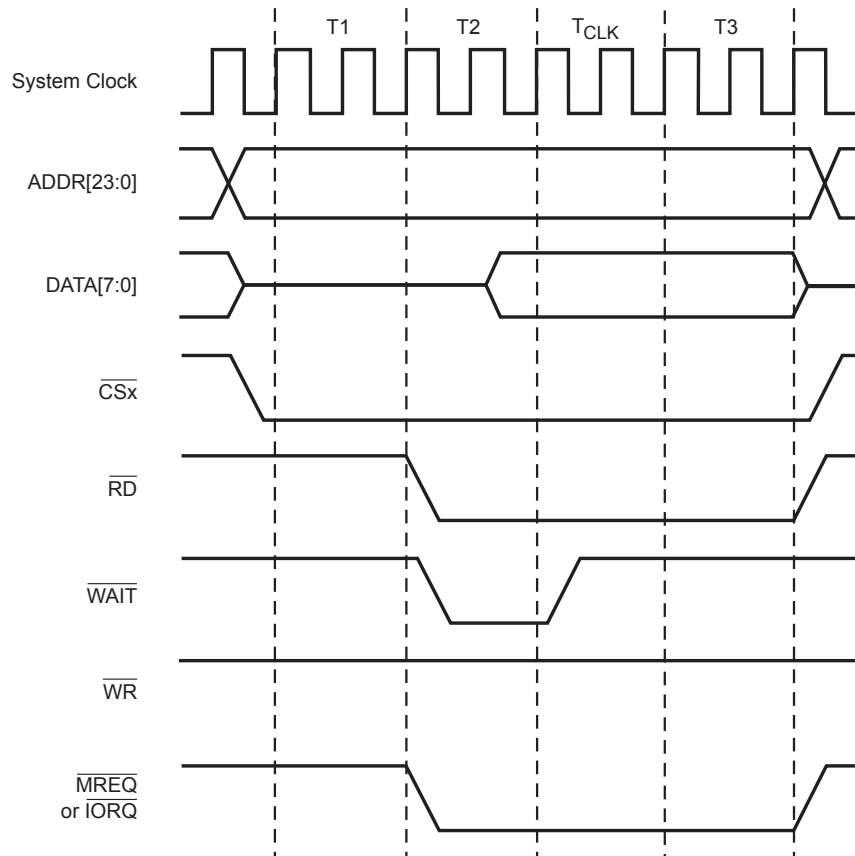 T1 T2 TCLK T3
System Clock
ADDR[23:0]
DATA[7:0]
CSx
RD
WAIT
WR
MREQ
or IORQ